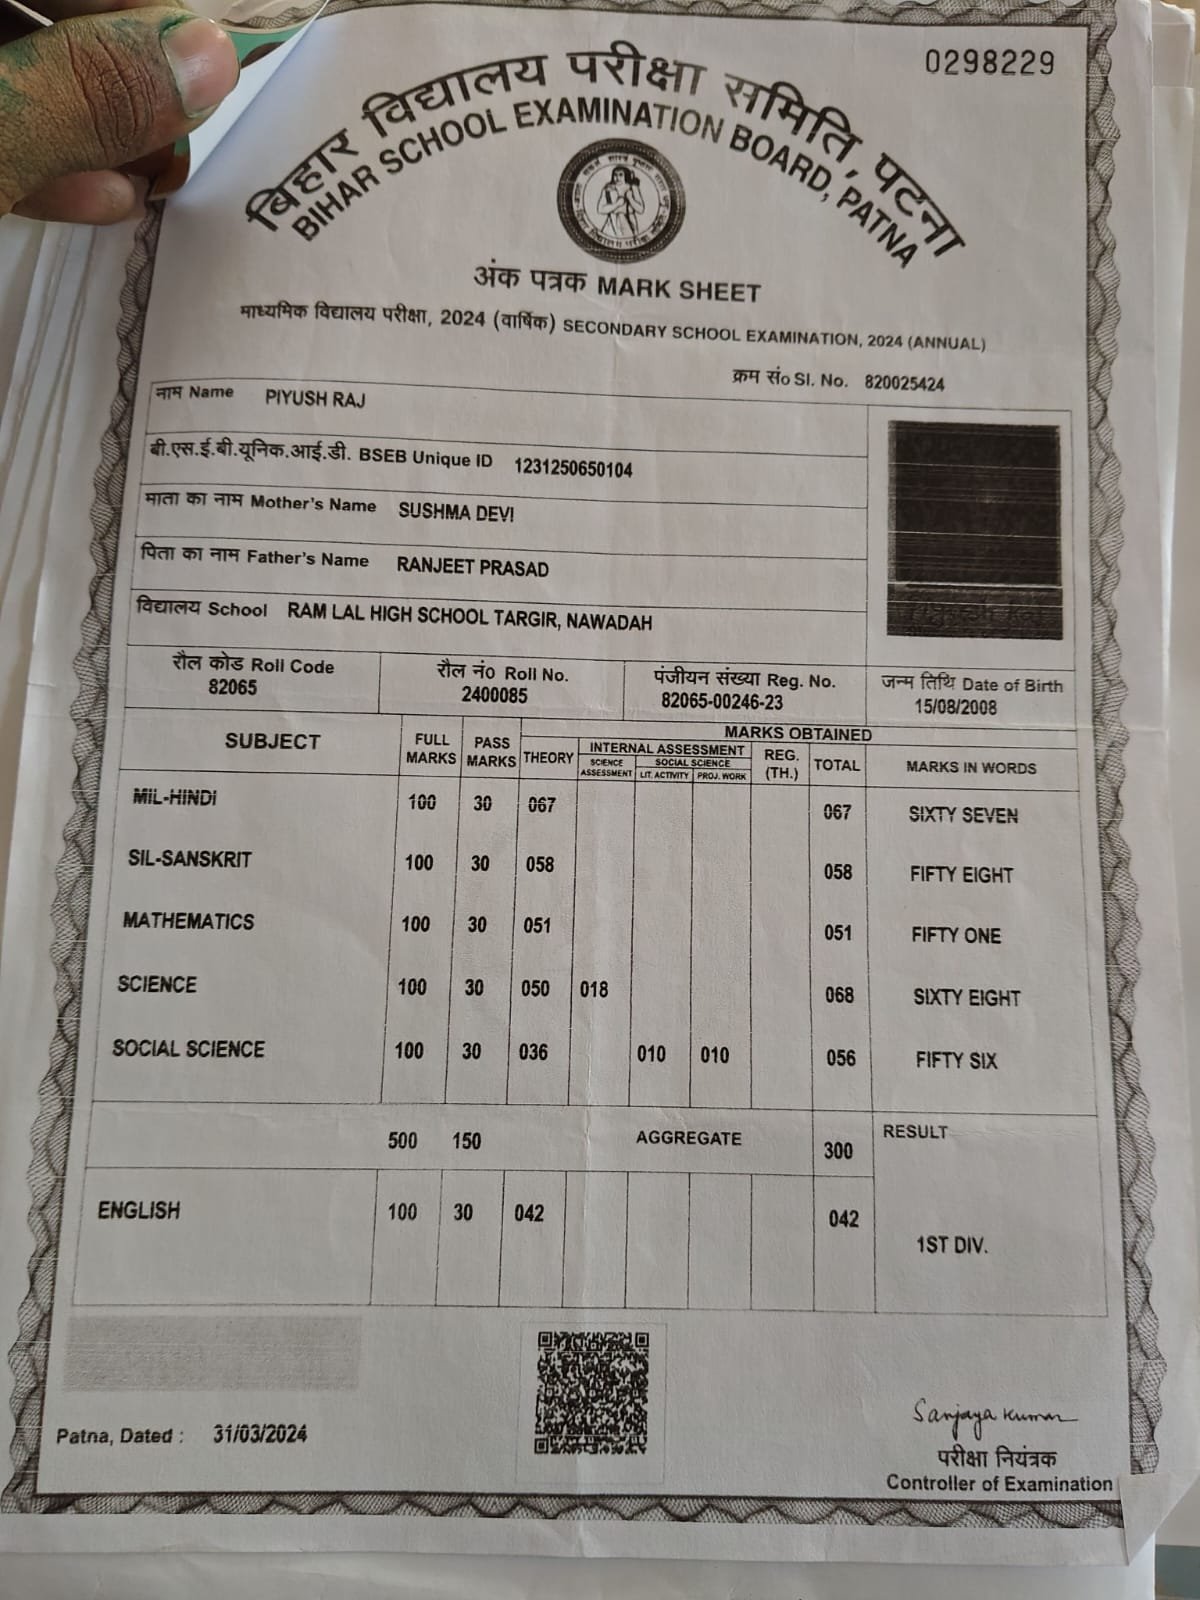 0298229
बिहार विद्यालय परीक्षा समिति, पटना
BIHAR SCHOOL EXAMINATION BOARD, PATNA
अंक पत्रक MARK SHEET
माध्यमिक विद्यालय परीक्षा, 2024 (वार्षिक) SECONDARY SCHOOL EXAMINATION, 2024 (ANNUAL)
क्रम सं० Sl. No. 820025424
नाम Name PIYUSH RAJ
बी.एस.ई.बी.यूनिक.आई.डी. BSEB Unique ID 1231250650104
माता का नाम Mother's Name SUSHMA DEVI
पिता का नाम Father's Name RANJEET PRASAD
विद्यालय School RAM LAL HIGH SCHOOL TARGIR, NAWADAH
रौल कोड Roll Code रौल नं० Roll No. पंजीयन संख्या Reg. No. जन्म तिथि Date of Birth
82065 2400085 82065-00246-23 15/08/2008
MARKS OBTAINED
SUBJECT FULL MARKS PASS MARKS THEORY INTERNAL ASSESSMENT REG. (TH.) TOTAL MARKS IN WORDS
SCIENCE ASSESSMENT SOCIAL SCIENCE
LIT. ACTIVITY PROJ. WORK
MIL-HINDI 100 30 067 067 SIXTY SEVEN
SIL-SANSKRIT 100 30 058 058 FIFTY EIGHT
MATHEMATICS 100 30 051 051 FIFTY ONE
SCIENCE 100 30 050 018 068 SIXTY EIGHT
SOCIAL SCIENCE 100 30 036 010 010 056 FIFTY SIX
500 150 AGGREGATE 300 RESULT
ENGLISH 100 30 042 042
1ST DIV.
Patna, Dated : 31/03/2024
Sanjaya Kumar
परीक्षा नियंत्रक
Controller of Examination